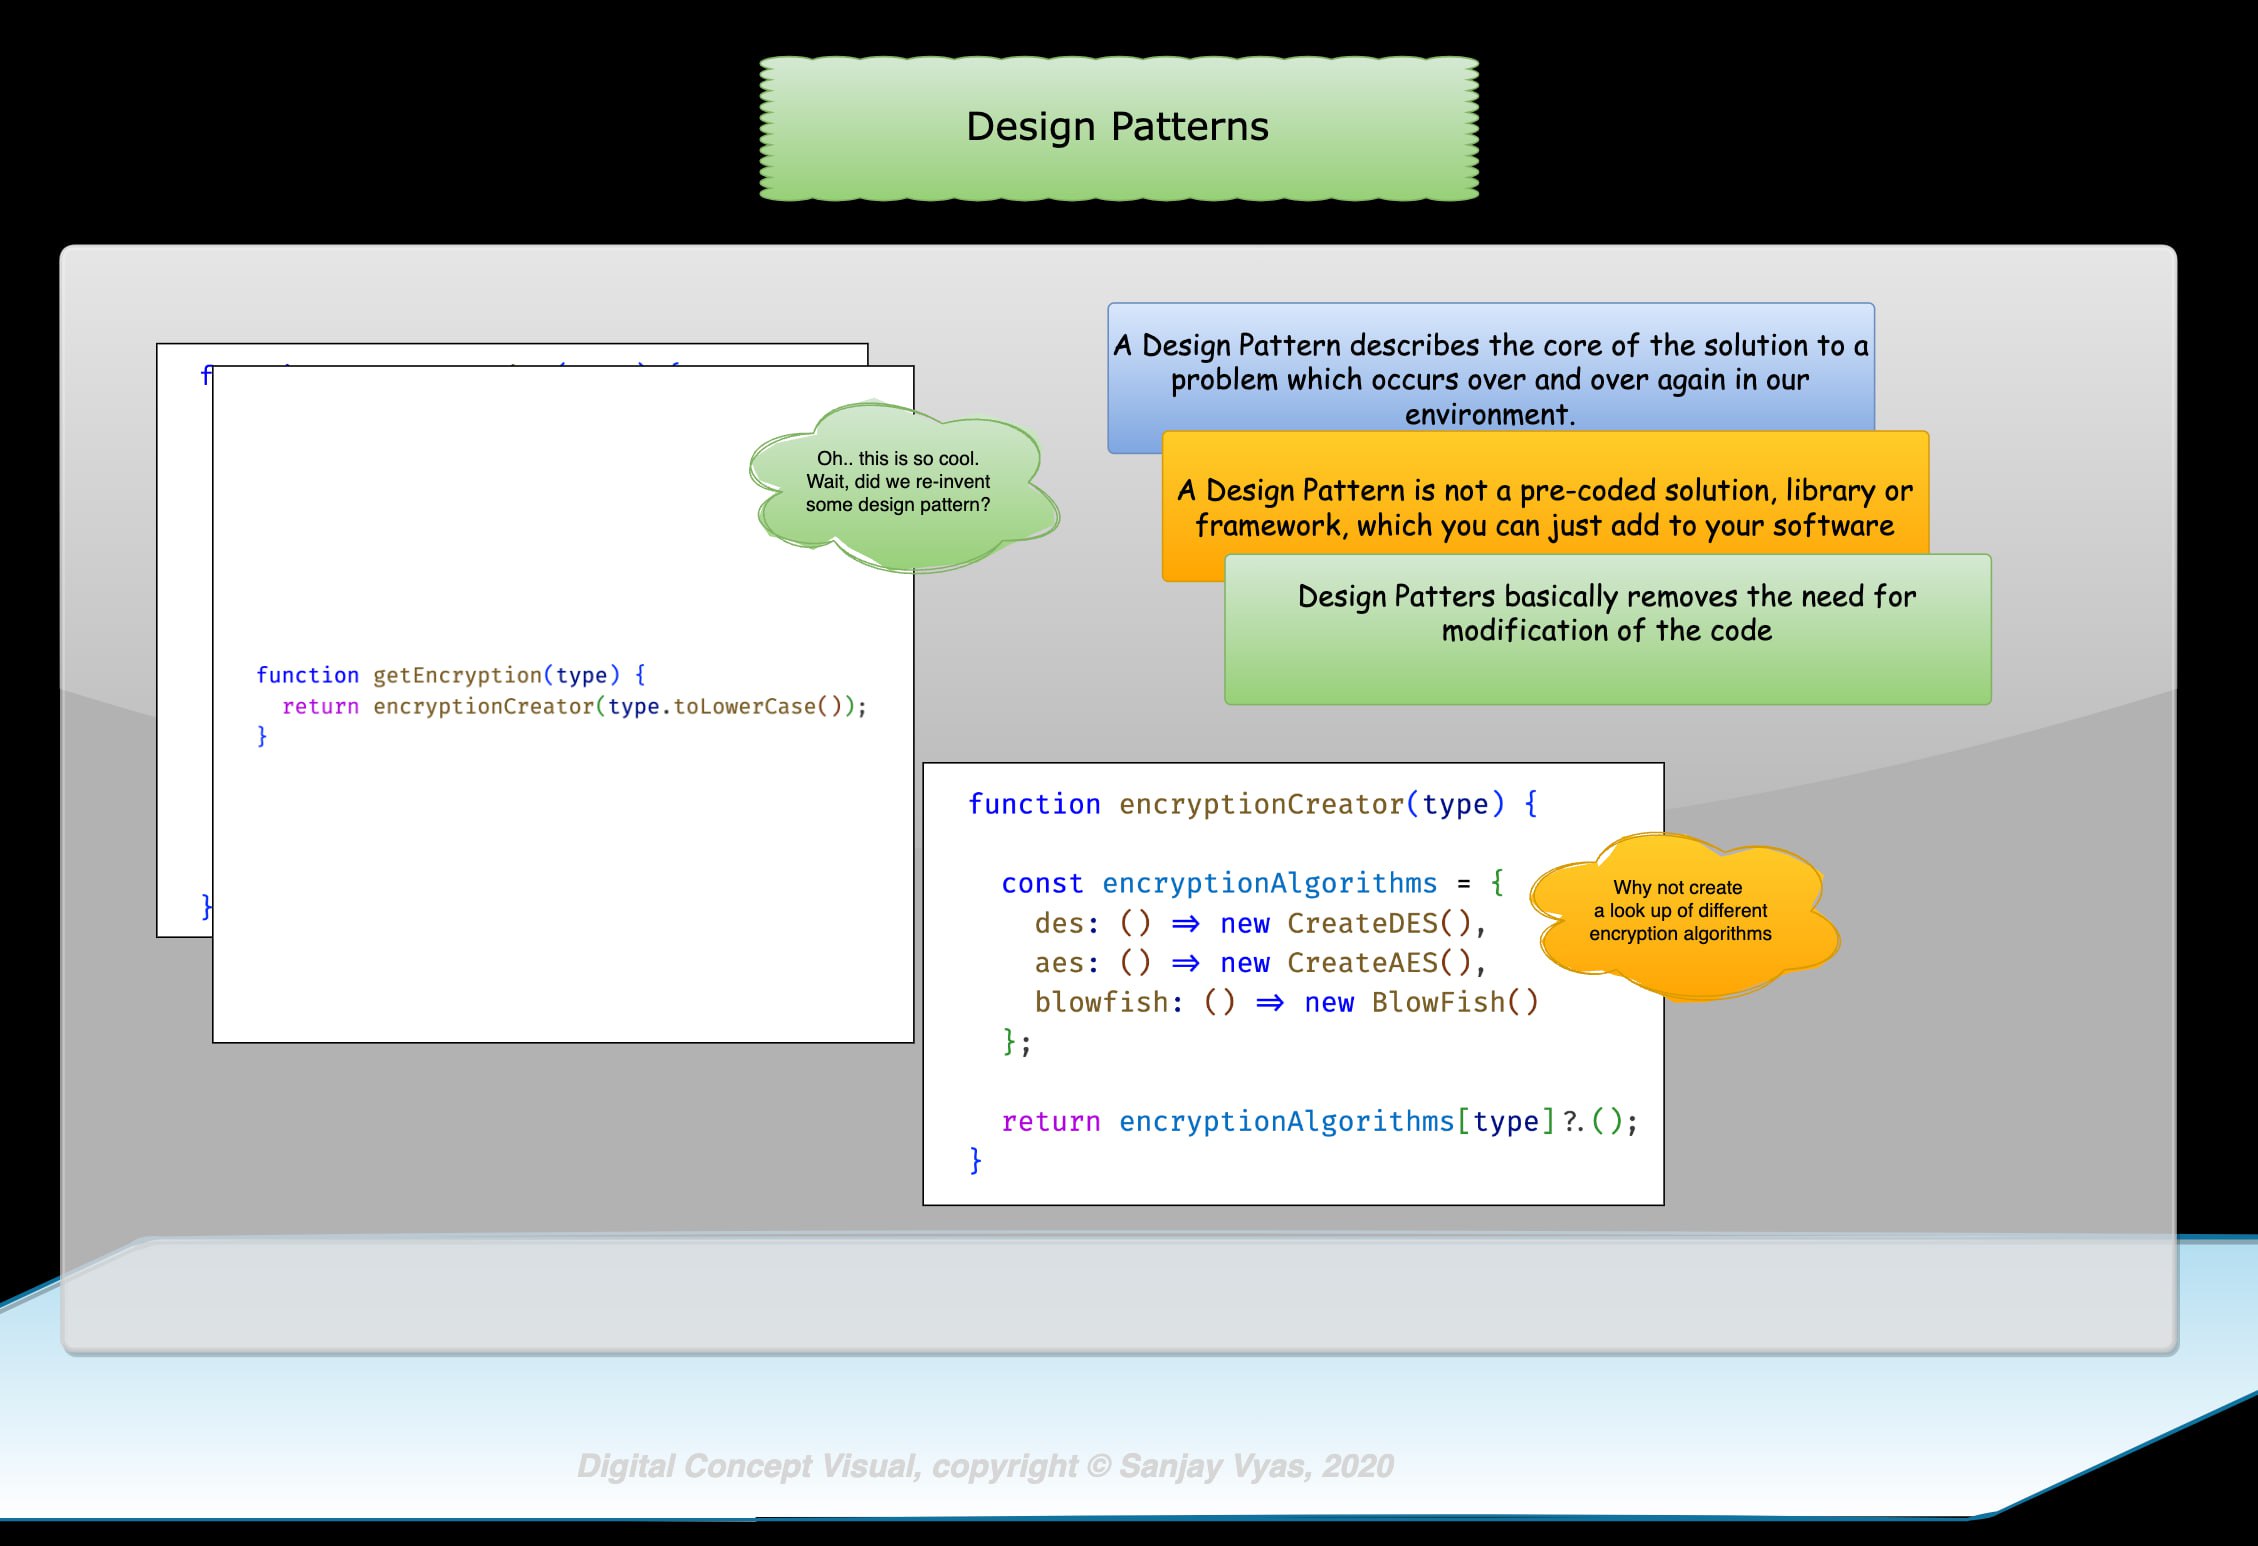 Design Patterns
A Design Pattern describes the core of the solution to a
problem which occurs over and over again in our
environment.
A Design Pattern is not a pre-coded solution, library or
framework, which you can just add to your software
Design Patters basically removes the need for
modification of the code
Oh.. this is so cool.
Wait, did we re-invent
some design pattern?
function getEncryption(type) {
  return encryptionCreator(type.toLowerCase());
}
}
function encryptionCreator(type) {
  const encryptionAlgorithms = {
    des: () => new CreateDES(),
    aes: () => new CreateAES(),
    blowfish: () => new BlowFish()
  };
  return encryptionAlgorithms[type]?.();
}
Why not create
a look up of different
encryption algorithms
Digital Concept Visual, copyright © Sanjay Vyas, 2020